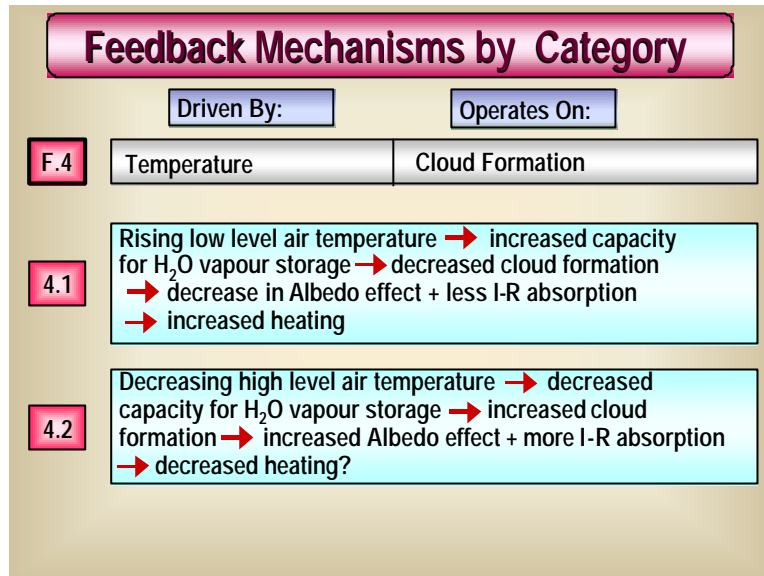 Feedback Mechanisms by Category
Driven By: Operates On:
F.4 Temperature Cloud Formation
4.1
Rising low level air temperature → increased capacity
for H₂O vapour storage → decreased cloud formation
→ decrease in Albedo effect + less I-R absorption
→ increased heating
4.2
Decreasing high level air temperature → decreased
capacity for H₂O vapour storage → increased cloud
formation → increased Albedo effect + more I-R absorption
→ decreased heating?